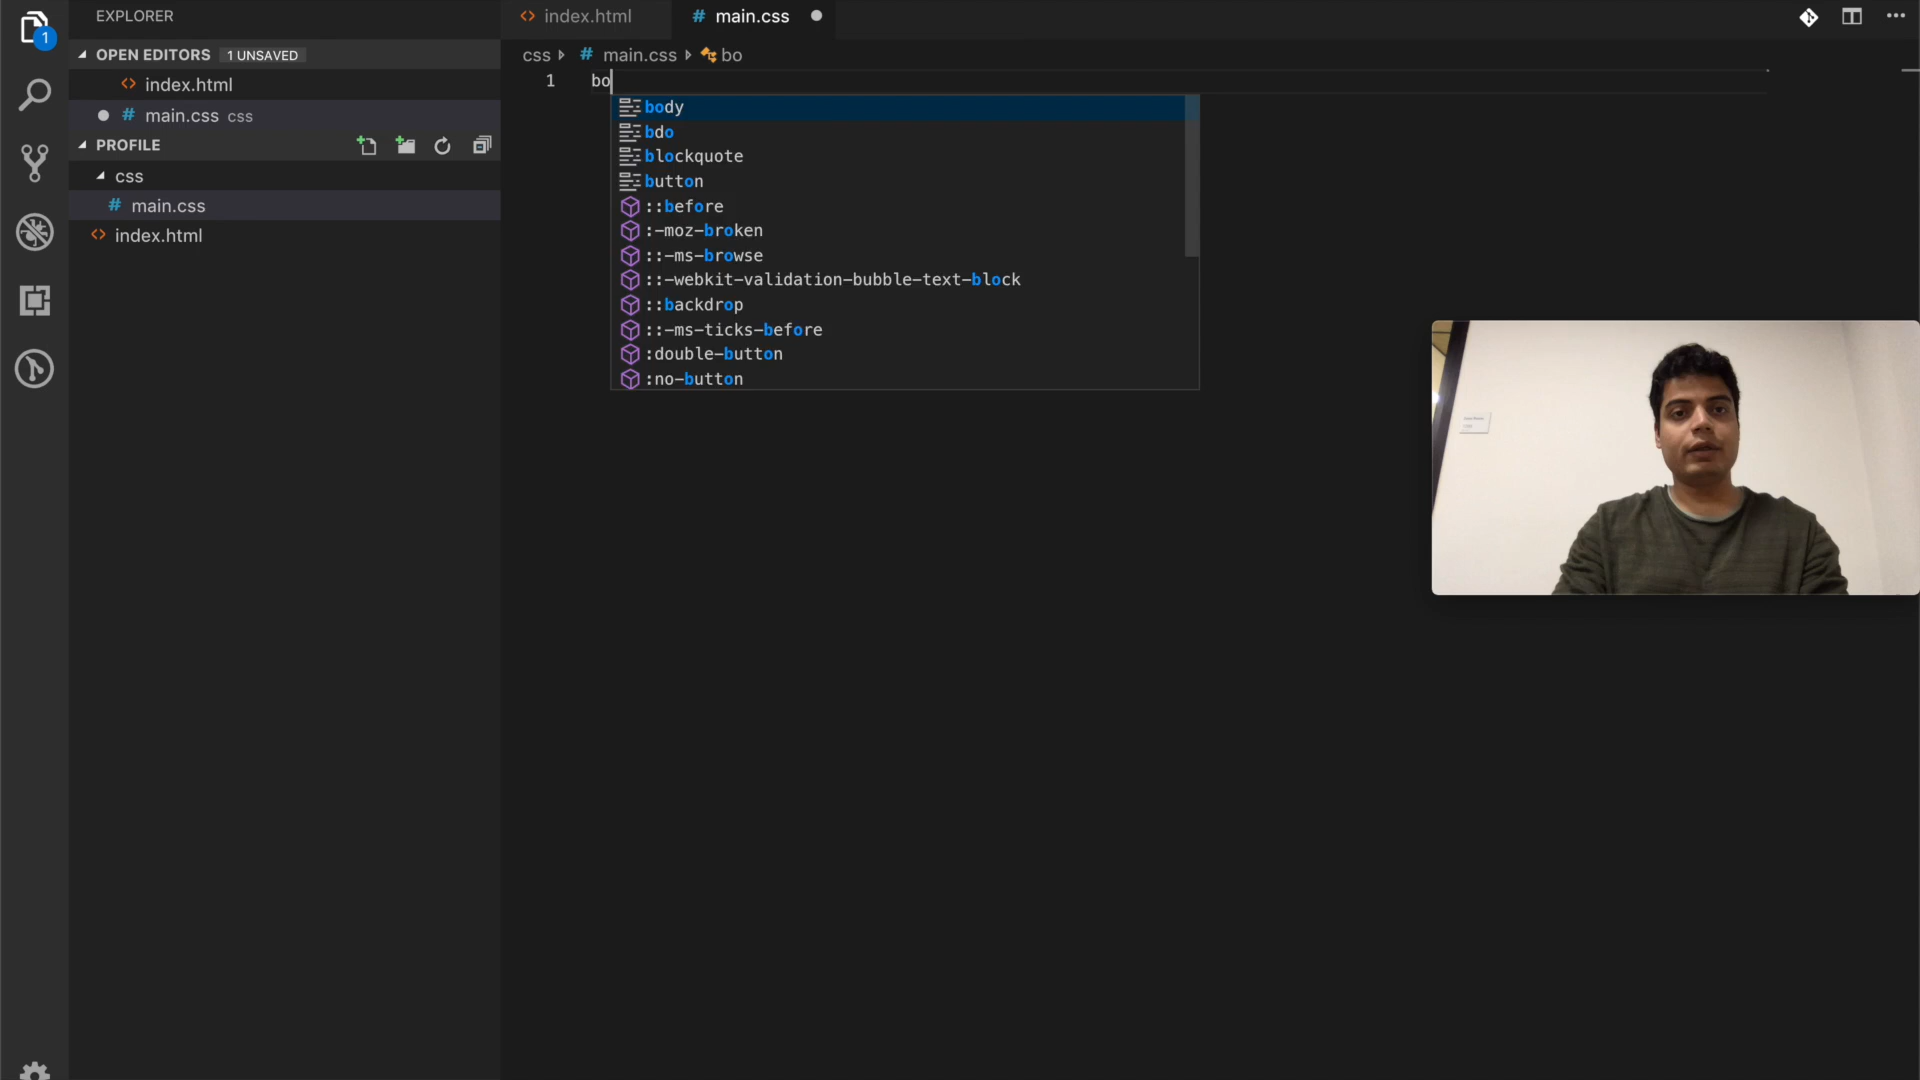 EXPLORER
OPEN EDITORS 1 UNSAVED
<> index.html
# main.css css
PROFILE
css
# main.css
<> index.html
1
<> index.html
# main.css
css
# main.css
bo
1
bo
body
bdo
blockquote
button
::before
:-moz-broken
::-ms-browse
::-webkit-validation-bubble-text-block
::backdrop
::-ms-ticks-before
:double-button
:no-button